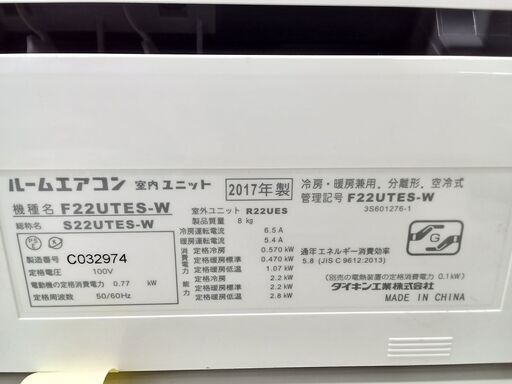 ルームエアコン 室内ユニット 2017年製
冷房・暖房兼用, 分離形, 空冷式
機種名 F22UTES-W
管理記号 F22UTES-W
総称名 S22UTES-W
3S601276-1
製造番号 C032974
定格電圧 100V
電動機の定格消費電力 0.77 kW
定格周波数 50/60Hz
室外ユニット R22UES
製品質量 8 kg
冷房運転電流 6.5 A
暖房運転電流 5.4 A
定格冷房 0.570 kW
定格暖房標準 0.470 kW
定格暖房低温 1.07 kW
能力
定格冷房 2.2 kW
定格暖房標準 2.2 kW
定格暖房低温 2.8 kW
G
通年エネルギー消費効率
5.8 (JIS C 9612:2013)
(別売の電熱装置の定格消費電力 0.1kW)
ダイキン工業株式会社
MADE IN CHINA